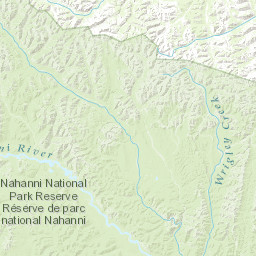 Wrigley Creek
ni River
Nahanni National
Park Reserve
Réserve de parc
national Nahanni